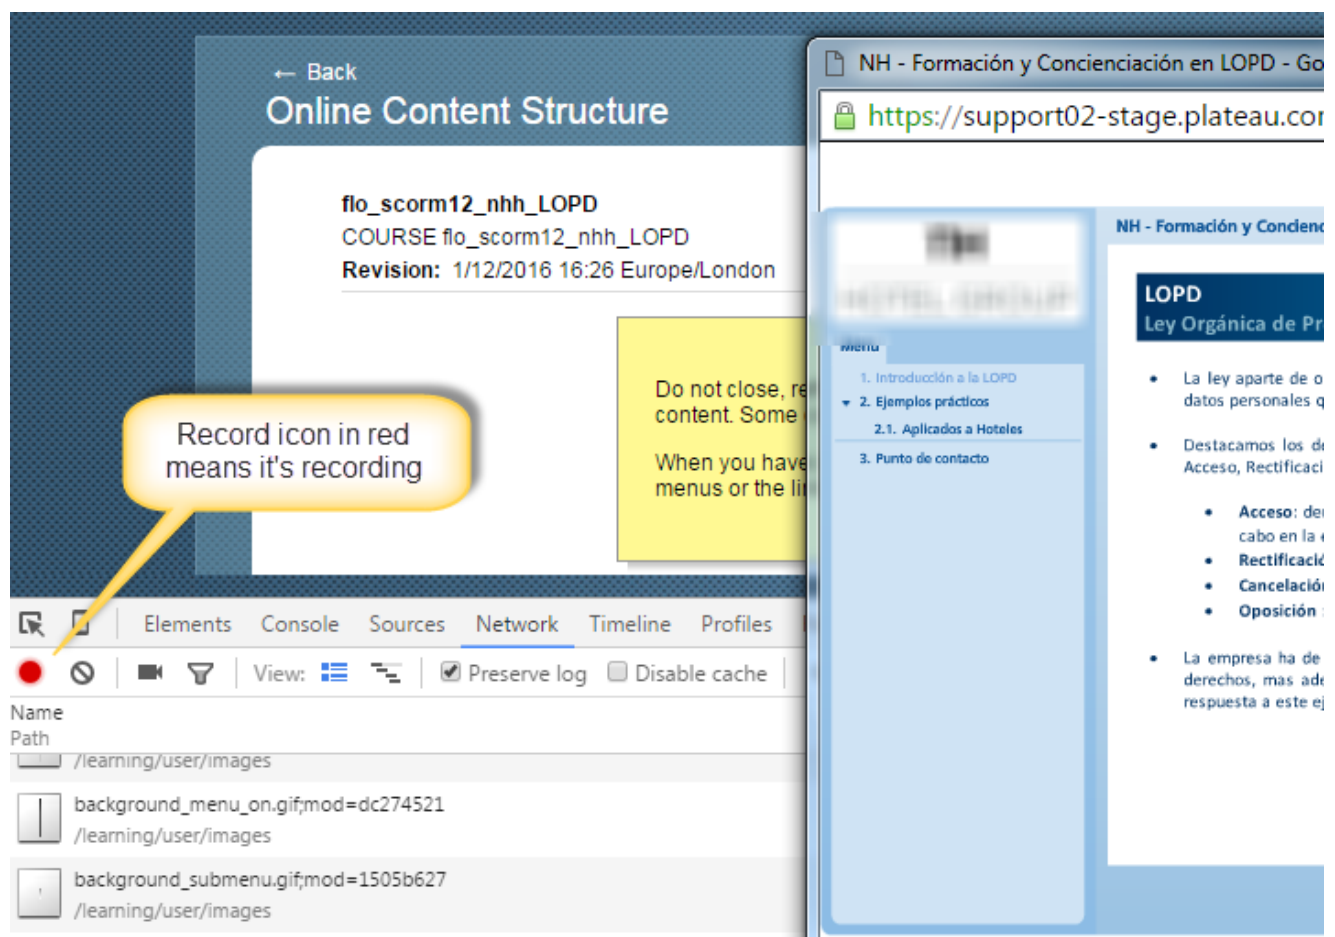 ← Back
Online Content Structure
flo_scorm12_nhh_LOPD
COURSE flo_scorm12_nhh_LOPD
Revision: 1/12/2016 16:26 Europe/London
Do not close, re
content. Some
When you have
menus or the li
Record icon in red
means it's recording
Elements Console Sources Network Timeline Profiles
View: Preserve log Disable cache
Name
Path
/learning/user/images
background_menu_on.gif;mod=dc274521
/learning/user/images
background_submenu.gif;mod=1505b627
/learning/user/images
NH - Formación y Concienciación en LOPD - Go
https://support02-stage.plateau.com
Menú
1. Introducción a la LOPD
2. Ejemplos prácticos
2.1. Aplicados a Hoteles
3. Punto de contacto
NH - Formación y Concienc
LOPD
Ley Orgánica de Pr
• La ley aparte de o
datos personales q
• Destacamos los de
Acceso, Rectificaci
• Acceso: de
cabo en la e
• Rectificació
• Cancelación
• Oposición :
• La empresa ha de
derechos, mas ade
respuesta a este ej